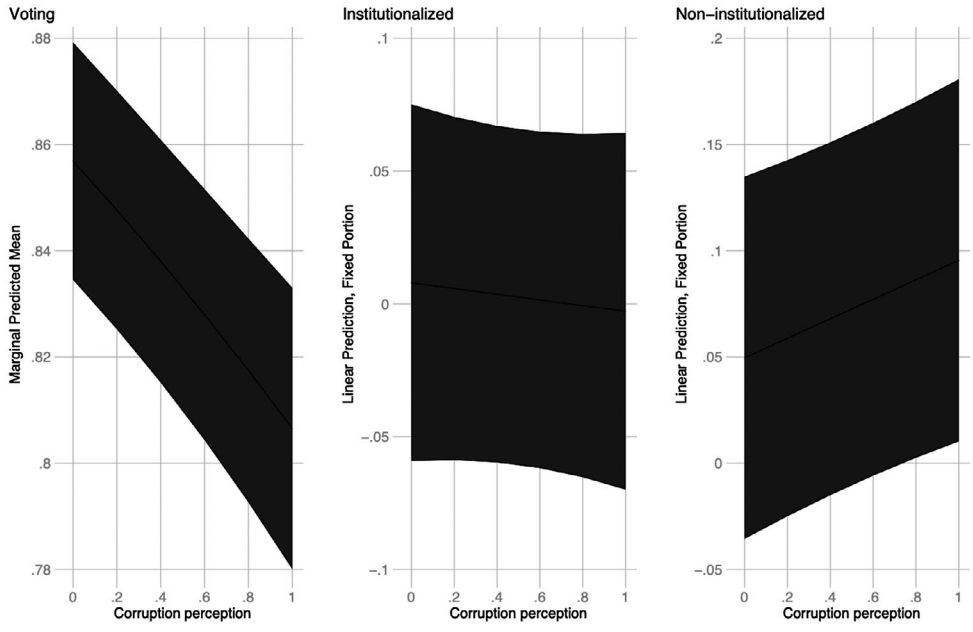 Voting
Marginal Predicted Mean
.88
.86
.84
.82
.8
.78
0 .2 .4 .6 .8 1
Corruption perception
Institutionalized
Linear Prediction, Fixed Portion
.1
.05
0
−.05
−.1
0 .2 .4 .6 .8 1
Corruption perception
Non−institutionalized
Linear Prediction, Fixed Portion
.2
.15
.1
.05
0
−.05
0 .2 .4 .6 .8 1
Corruption perception